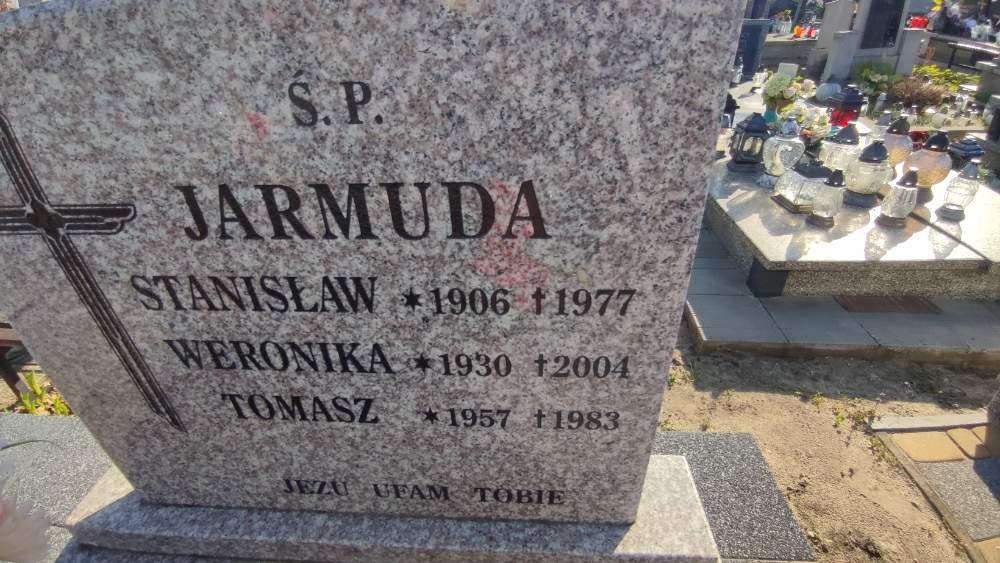 Ś.P.
JARMUDA
STANISŁAW ★1906 †1977
WERONIKA ★1930 †2004
TOMASZ ★1957 †1983
JEZU UFAM TOBIE